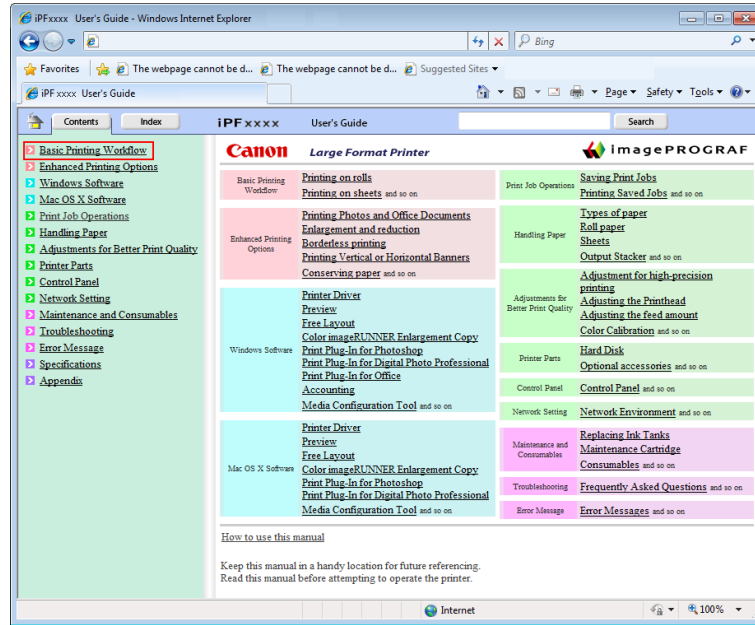 iPFxxxx User's Guide - Windows Internet Explorer
Bing
Favorites
The webpage cannot be d...
The webpage cannot be d...
Suggested Sites
iPF xxxx User's Guide
Page
Safety
Tools
Contents
Index
iPFxxxx
User's Guide
Search
Basic Printing Workflow
Enhanced Printing Options
Windows Software
Mac OS X Software
Print Job Operations
Handling Paper
Adjustments for Better Print Quality
Printer Parts
Control Panel
Network Setting
Maintenance and Consumables
Troubleshooting
Error Message
Specifications
Appendix
Canon Large Format Printer
imagePROGRAF
Basic Printing
Workflow
Printing on rolls
Printing on sheets and so on
Enhanced Printing
Options
Printing Photos and Office Documents
Enlargement and reduction
Borderless printing
Printing Vertical or Horizontal Banners
Conserving paper and so on
Windows Software
Printer Driver
Preview
Free Layout
Color imageRUNNER Enlargement Copy
Print Plug-In for Photoshop
Print Plug-In for Digital Photo Professional
Print Plug-In for Office
Accounting
Media Configuration Tool and so on
Mac OS X Software
Printer Driver
Preview
Free Layout
Color imageRUNNER Enlargement Copy
Print Plug-In for Photoshop
Print Plug-In for Digital Photo Professional
Media Configuration Tool and so on
Print Job Operations
Saving Print Jobs
Printing Saved Jobs and so on
Handling Paper
Types of paper
Roll paper
Sheets
Output Stacker and so on
Adjustments for
Better Print Quality
Adjustment for high-precision
printing
Adjusting the Printhead
Adjusting the feed amount
Color Calibration and so on
Printer Parts
Hard Disk
Optional accessories and so on
Control Panel
Control Panel and so on
Network Setting
Network Environment and so on
Maintenance and
Consumables
Replacing Ink Tanks
Maintenance Cartridge
Consumables and so on
Troubleshooting
Frequently Asked Questions and so on
Error Message
Error Messages and so on
How to use this manual
Keep this manual in a handy location for future referencing.
Read this manual before attempting to operate the printer.
Internet
100%